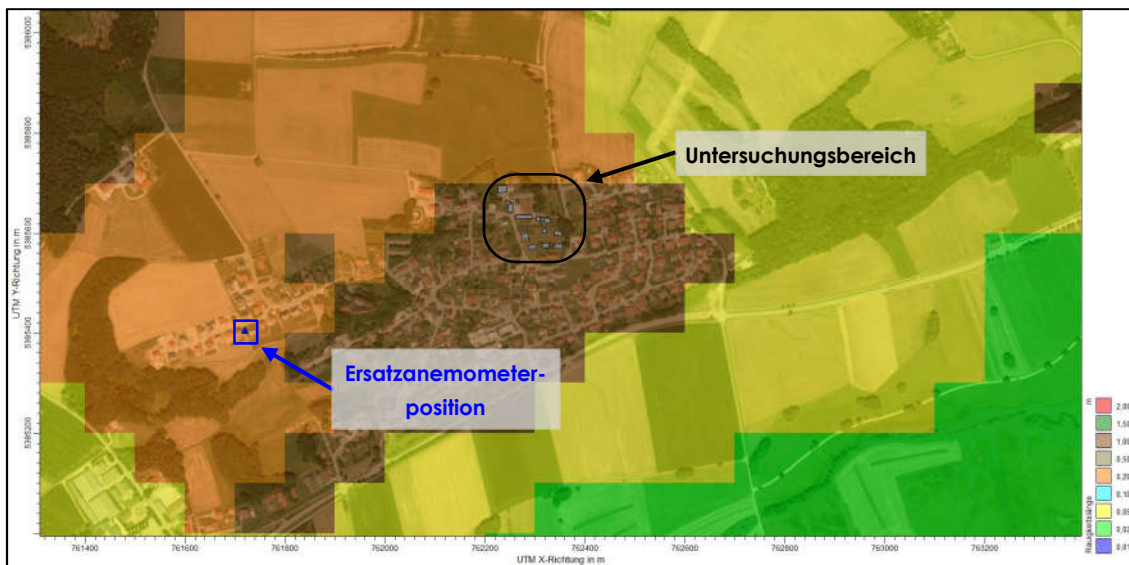 Untersuchungsbereich
Ersatzanemometer-
position
UTM Y-Richtung in m
5386000
5385800
5385600
5385400
5385200
761400 761600 761800 762000 762200 762400 762600 762800 763000 763200
UTM X-Richtung in m
m
Rauigkeitslänge
2,00
1,50
1,00
0,50
0,20
0,10
0,05
0,02
0,01